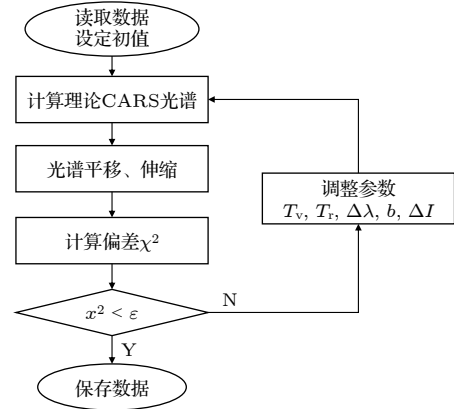 读取数据
设定初值
计算理论CARS光谱
光谱平移、伸缩
计算偏差χ²
调整参数
Tᵥ, Tᵣ, Δλ, b, ΔI
x² < ε
N
Y
保存数据